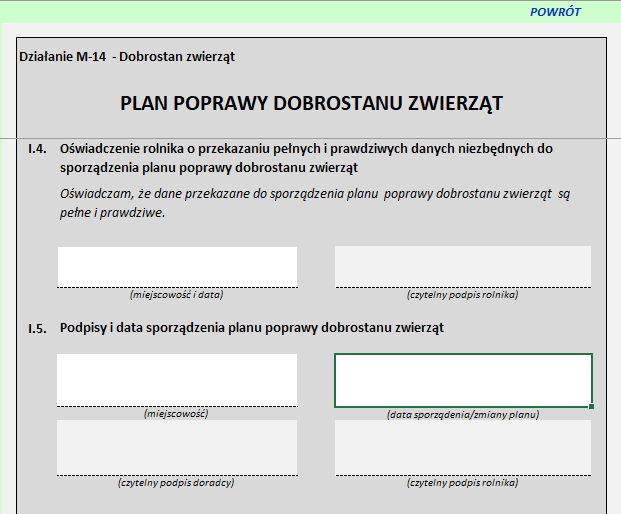 POWRÓT
Działanie M-14 - Dobrostan zwierząt
PLAN POPRAWY DOBROSTANU ZWIERZĄT
I.4. Oświadczenie rolnika o przekazaniu pełnych i prawdziwych danych niezbędnych do
sporządzenia planu poprawy dobrostanu zwierząt
Oświadczam, że dane przekazane do sporządzenia planu poprawy dobrostanu zwierząt są
pełne i prawdziwe.
(miejscowość i data) (czytelny podpis rolnika)
I.5. Podpisy i data sporządzenia planu poprawy dobrostanu zwierząt
(miejscowość) (data sporządenia/zmiany planu)
(czytelny podpis doradcy) (czytelny podpis rolnika)